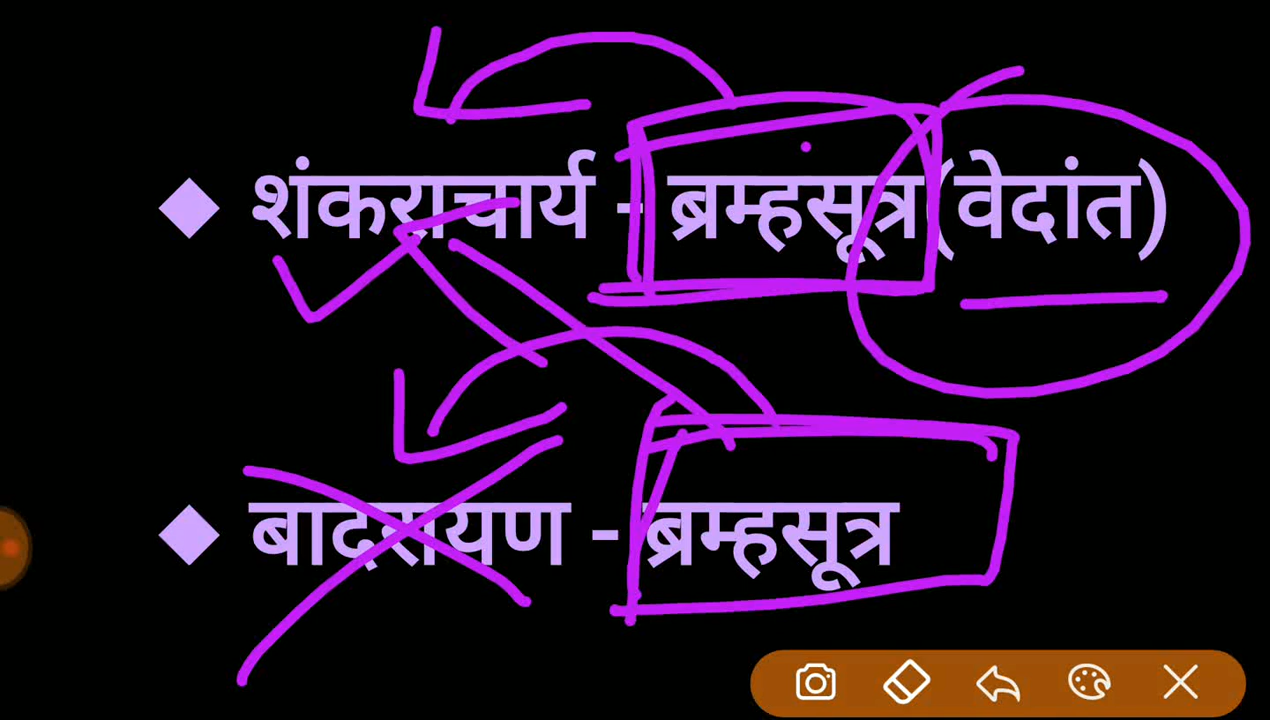 ◆ शंकराचार्य - ब्रम्हसूत्र (वेदांत)
◆ बादरायण - ब्रम्हसूत्र